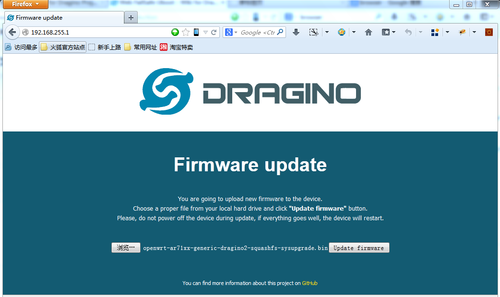 Firefox
Firmware update
192.168.255.1
Google <Ctr
访问最多
火狐官方站点
新手上路
常用网址
淘宝特卖
DRAGINO
Firmware update
You are going to upload new firmware to the device.
Choose a proper file from your local hard drive and click "Update firmware" button.
Please, do not power off the device during update, if everything goes well, the device will restart.
浏览… openwrt-ar71xx-generic-dragino2-squashfs-sysupgrade.bin Update firmware
You can find more information about this project on GitHub